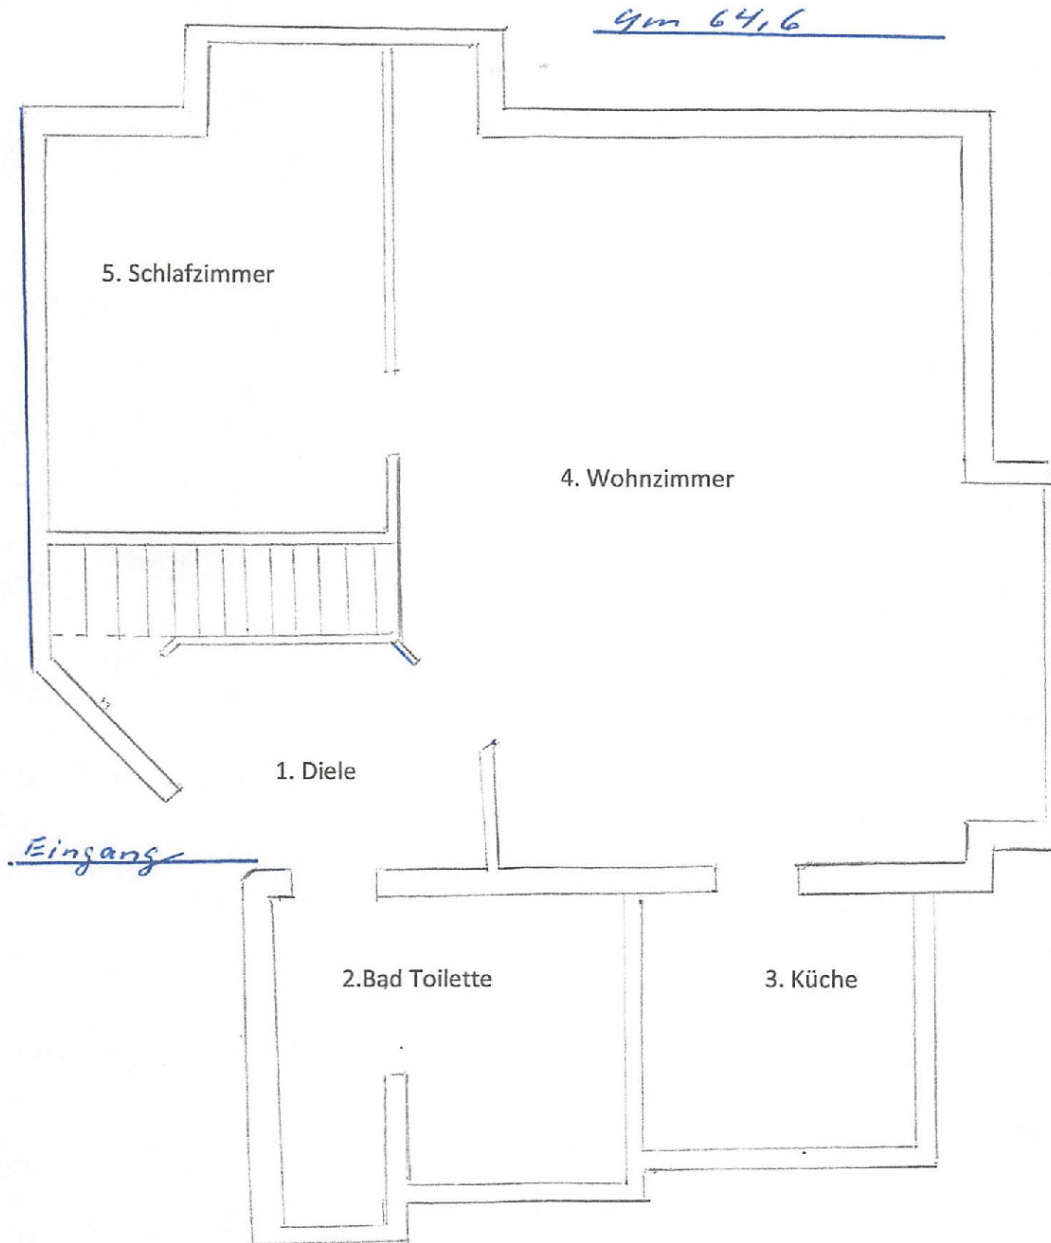 qm 64,6
5. Schlafzimmer
4. Wohnzimmer
1. Diele
Eingang
2.Bad Toilette
3. Küche